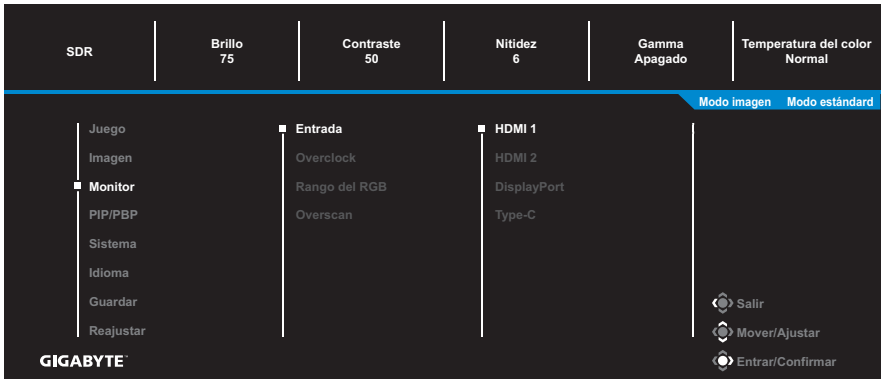 SDR
Brillo
75
Contraste
50
Nitidez
6
Gamma
Apagado
Temperatura del color
Normal
Modo imagen Modo estándard
Juego
Imagen
Monitor
PIP/PBP
Sistema
Idioma
Guardar
Reajustar
Entrada
Overclock
Rango del RGB
Overscan
HDMI 1
HDMI 2
DisplayPort
Type-C
Salir
Mover/Ajustar
Entrar/Confirmar
GIGABYTE™